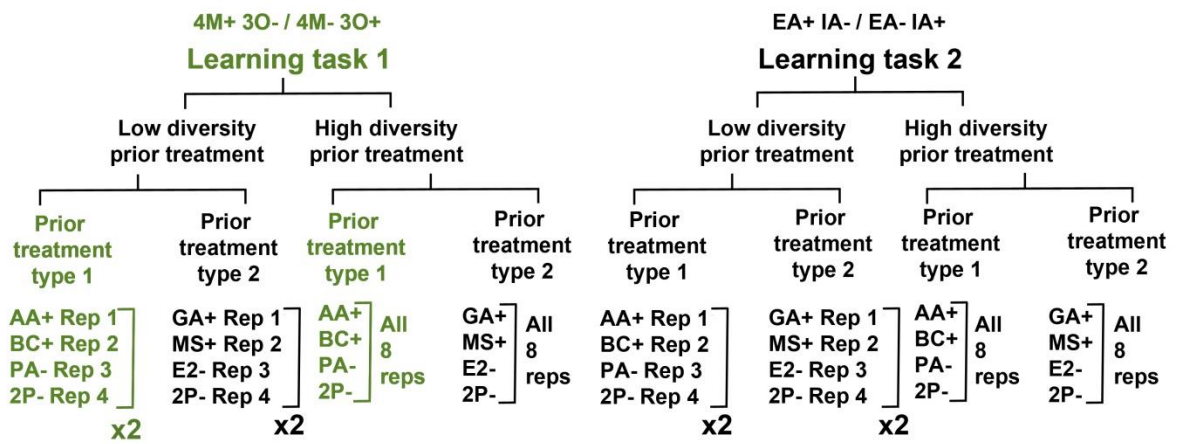 4M+ 3O- / 4M- 3O+
Learning task 1
Low diversity
prior treatment
High diversity
prior treatment
Prior
treatment
type 1
AA+ Rep 1
BC+ Rep 2
PA- Rep 3
2P- Rep 4
x2
Prior
treatment
type 2
GA+ Rep 1
MS+ Rep 2
E2- Rep 3
2P- Rep 4
x2
Prior
treatment
type 1
AA+
BC+
PA-
2P-
All
8
reps
Prior
treatment
type 2
GA+
MS+
E2-
2P-
All
8
reps
EA+ IA- / EA- IA+
Learning task 2
Low diversity
prior treatment
High diversity
prior treatment
Prior
treatment
type 1
AA+ Rep 1
BC+ Rep 2
PA- Rep 3
2P- Rep 4
x2
Prior
treatment
type 2
GA+ Rep 1
MS+ Rep 2
E2- Rep 3
2P- Rep 4
x2
Prior
treatment
type 1
AA+
BC+
PA-
2P-
All
8
reps
Prior
treatment
type 2
GA+
MS+
E2-
2P-
All
8
reps